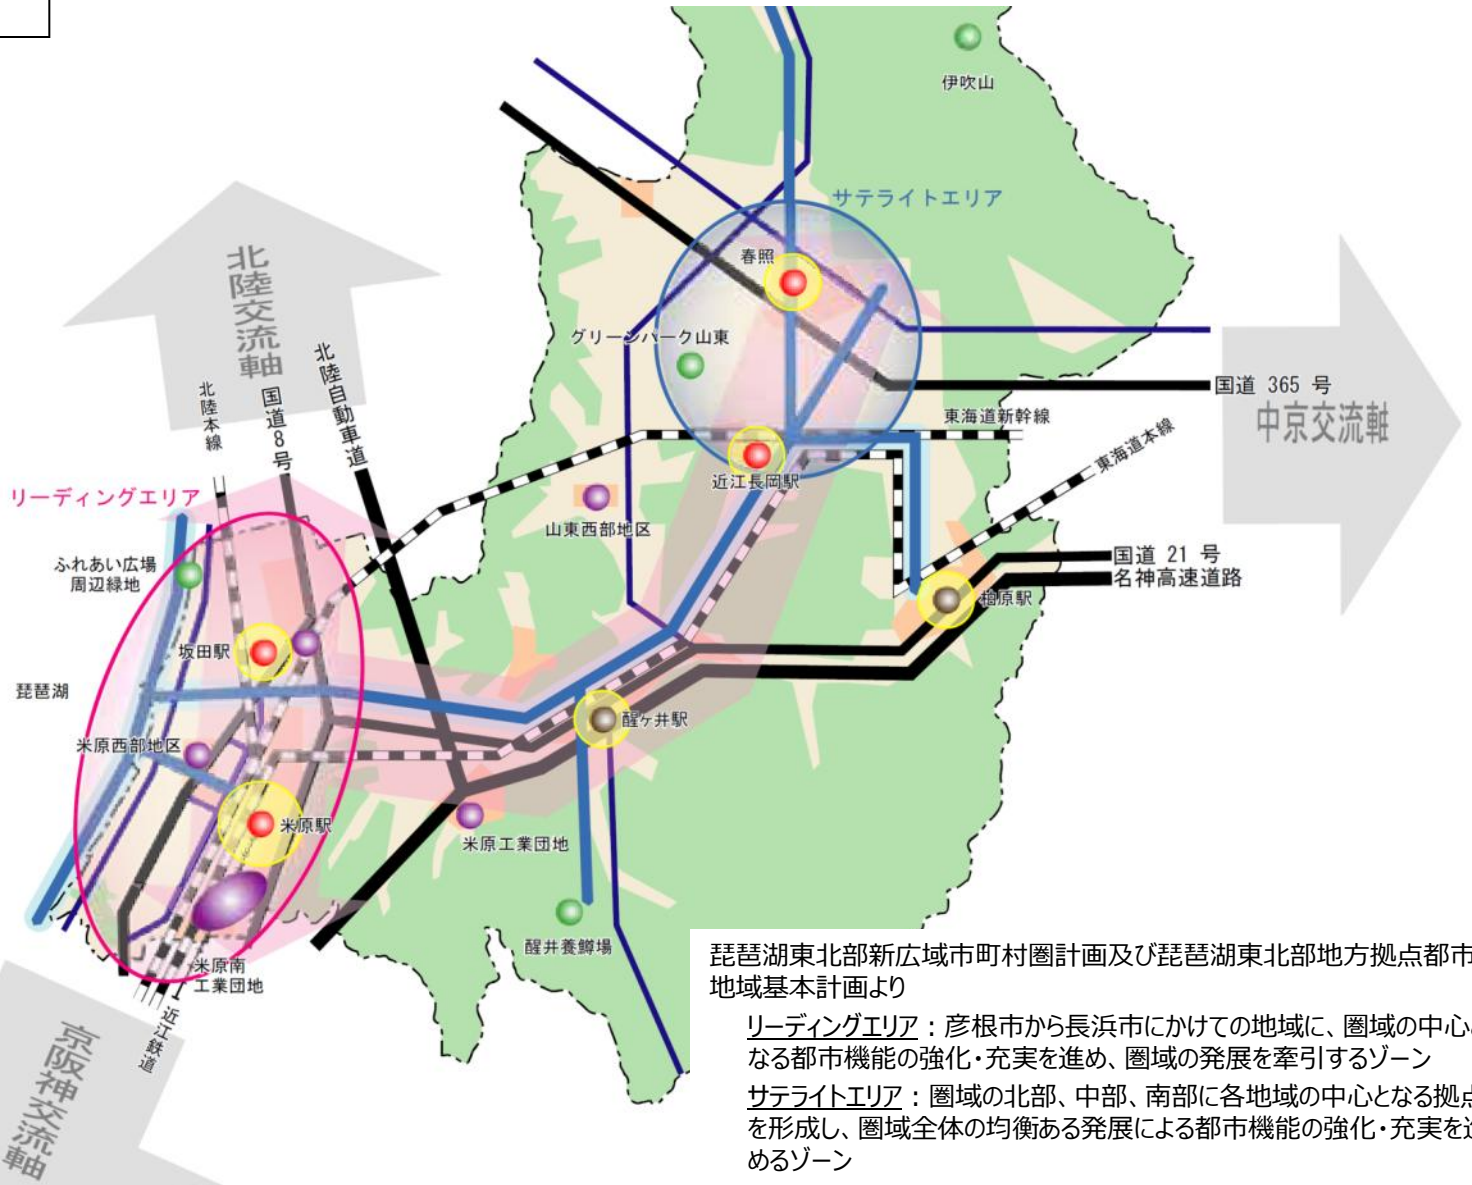 伊吹山
サテライトエリア
春照
グリーンパーク山東
北陸交流軸
北陸自動車道
国道8号
北陸本線
国道 365 号
中京交流軸
東海道新幹線
東海道本線
近江長岡駅
リーディングエリア
山東西部地区
ふれあい広場
周辺緑地
国道 21 号
名神高速道路
柏原駅
坂田駅
琵琶湖
醒ヶ井駅
米原西部地区
米原駅
米原工業団地
醒井養鱒場
米原南
工業団地
近江鉄道
京阪神交流軸
琵琶湖東北部新広域市町村圏計画及び琵琶湖東北部地方拠点都市
地域基本計画より
リーディングエリア：彦根市から長浜市にかけての地域に、圏域の中心
なる都市機能の強化・充実を進め、圏域の発展を牽引するゾーン
サテライトエリア：圏域の北部、中部、南部に各地域の中心となる拠点
を形成し、圏域全体の均衡ある発展による都市機能の強化・充実を
めるゾーン